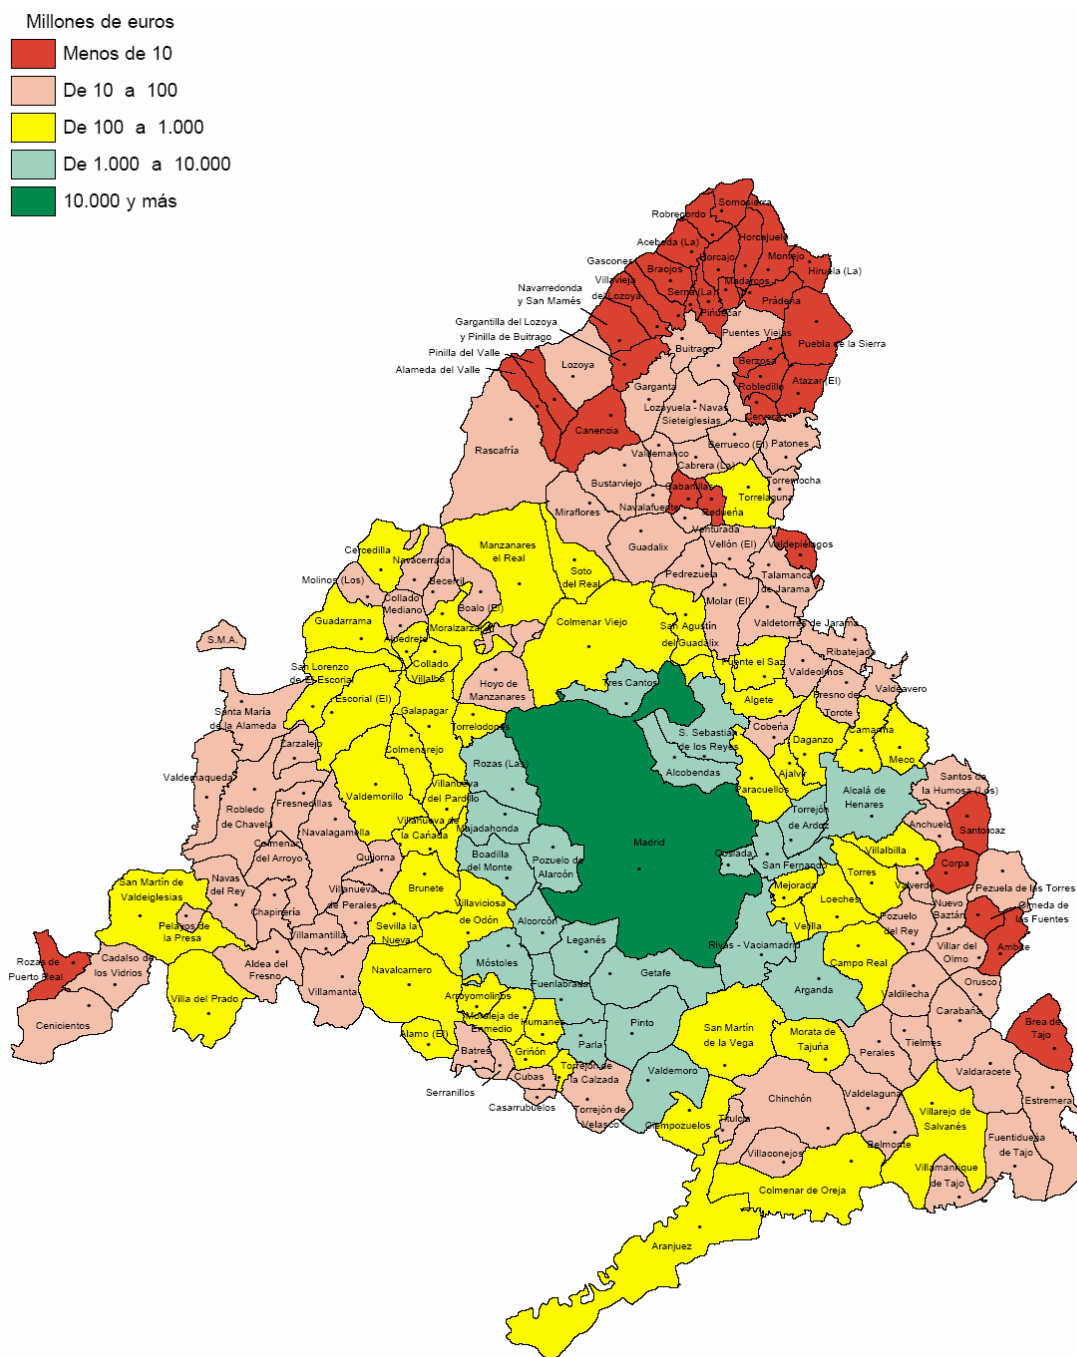 Millones de euros
Menos de 10
De 10 a 100
De 100 a 1.000
De 1.000 a 10.000
10.000 y más
Somosierra
Robregordo
Horcajuelo
Acebeda (La)
Horcajo
Montejo
Gascones
Braojos
Madarcos
Hiruela (La)
Villavieja
de Lozoya
Serna (La)
Prádena
Navarredonda
y San Mamés
Piñuécar
Gargantilla del Lozoya
y Pinilla de Buitrago
Puentes Viejas
Puebla de la Sierra
Buitrago
Pinilla del Valle
Lozoya
Berzosa
Alameda del Valle
Robledillo
Atazar (El)
Garganta
Lozoyuela - Navas
Sieteiglesias
Cervera
Canencia
Rascafría
Berrueco (El)
Patones
Valdemanco
Cabrera (La)
Bustarviejo
Torremocha
Cabanillas
Torrelaguna
Navalafuente
Redueña
Miraflores
Venturada
Manzanares
el Real
Guadalix
Vellón (El)
Valdepiélagos
Cercedilla
Navacerrada
Soto
del Real
Pedrezuela
Talamanca
de Jarama
Molinos (Los)
Becerril
Collado
Mediano
Boalo (El)
Molar (El)
Guadarrama
Moralzarzal
Colmenar Viejo
San Agustín
del Guadalix
Valdetorres de Jarama
S.M.A.
Alpedrete
Ribatejada
San Lorenzo
de El Escorial
Collado
Villalba
Fuente el Saz
Valdeolmos
Hoyo de
Manzanares
Tres Cantos
Valdeavero
Escorial (El)
Algete
Fresno de
Torote
Santa María
de la Alameda
Galapagar
Torrelodones
S. Sebastián
de los Reyes
Cobeña
Daganzo
Camarma
Zarzalejo
Colmenarejo
Meco
Rozas (Las)
Alcobendas
Ajalvir
Valdemaqueda
Paracuellos
Santos de
la Humosa (Los)
Fresnedillas
Valdemorillo
Villanueva
del Pardillo
Alcalá de
Henares
Robledo
de Chavela
Torrejón
de Ardoz
Navalagamella
Villanueva de
la Cañada
Majadahonda
Anchuelo
Santorcaz
Colmenar
del Arroyo
Madrid
Villalbilla
Quijorna
Boadilla
del Monte
Pozuelo de
Alarcón
Coslada
San Fernando
Corpa
Navas
del Rey
San Martín de
Valdeiglesias
Brunete
Torres
Mejorada
Valverde
Pezuela de las Torres
Villanueva
de Perales
Villaviciosa
de Odón
Loeches
Nuevo
Baztán
Olmeda de
las Fuentes
Chapinería
Pelayos de
la Presa
Sevilla la
Nueva
Alcorcón
Velilla
Pozuelo
del Rey
Villamantilla
Leganés
Rivas - Vaciamadrid
Villar del
Olmo
Ambite
Rozas de
Puerto Real
Cadalso de
los Vidrios
Aldea del
Fresno
Móstoles
Campo Real
Navalcarnero
Getafe
Orusco
Villamanta
Fuenlabrada
Arganda
Villa del Prado
Arroyomolinos
Valdilecha
Carabaña
Cenicientos
Moraleja de
Enmedio
Humanes
Pinto
San Martín
de la Vega
Morata de
Tajuña
Brea de
Tajo
Alamo (El)
Parla
Tielmes
Batres
Griñón
Perales
Serranillos
Cubas
Torrejón de
la Calzada
Valdemoro
Valdaracete
Casarrubuelos
Torrejón de
Velasco
Chinchón
Valdelaguna
Estremera
Ciempozuelos
Titulcia
Villarejo de
Salvanés
Belmonte
Fuentidueña
de Tajo
Villaconejos
Villamanrique
de Tajo
Colmenar de Oreja
Aranjuez